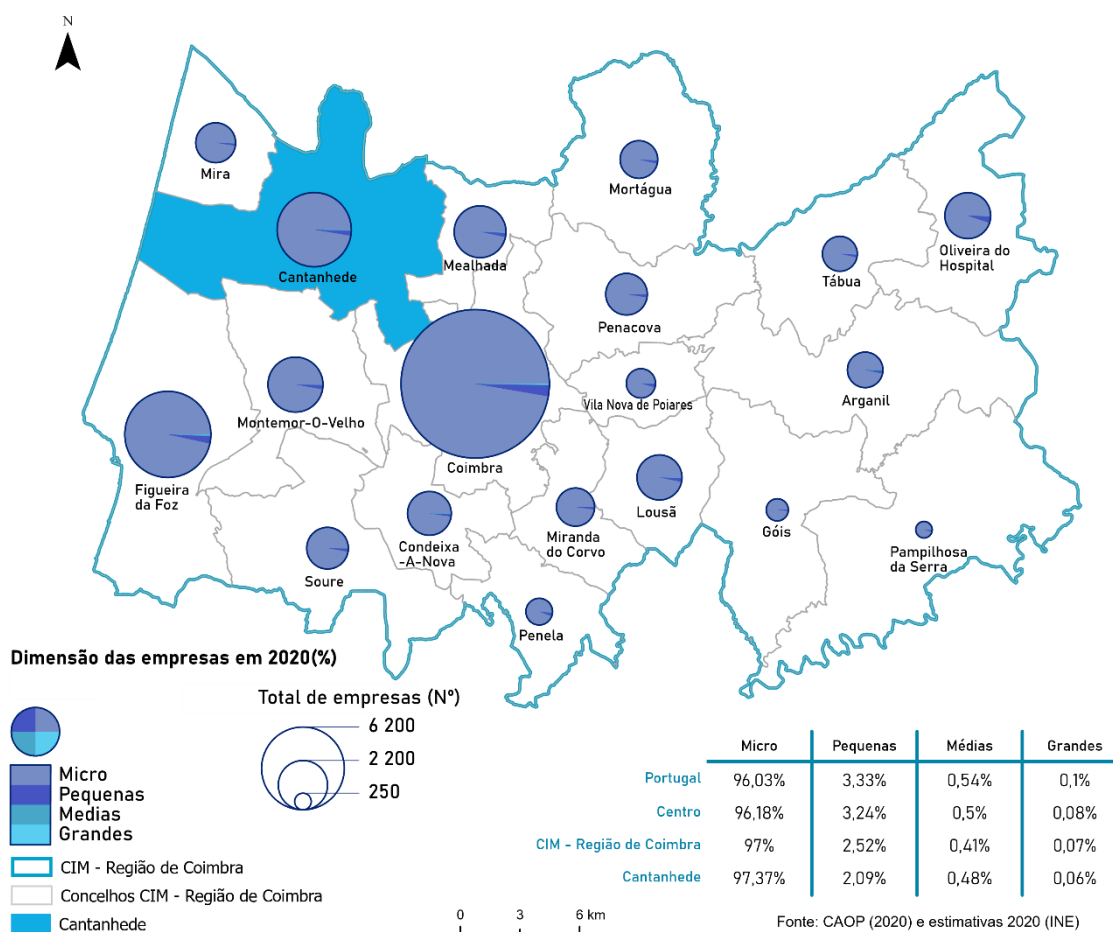 N
Mira
Cantanhede
Mealhada
Mortágua
Oliveira do
Hospital
Tábua
Penacova
Arganil
Vila Nova de Poiares
Montemor-O-Velho
Coimbra
Figueira
da Foz
Lousã
Condeixa
-A-Nova
Miranda
do Corvo
Góis
Pampilhosa
da Serra
Soure
Penela
Dimensão das empresas em 2020(%)
Total de empresas (Nº)
6 200
2 200
250
Micro
Pequenas
Medias
Grandes
CIM - Região de Coimbra
Concelhos CIM - Região de Coimbra
Cantanhede
0 3 6 km
Micro Pequenas Médias Grandes
Portugal 96,03% 3,33% 0,54% 0,1%
Centro 96,18% 3,24% 0,5% 0,08%
CIM - Região de Coimbra 97% 2,52% 0,41% 0,07%
Cantanhede 97,37% 2,09% 0,48% 0,06%
Fonte: CAOP (2020) e estimativas 2020 (INE)